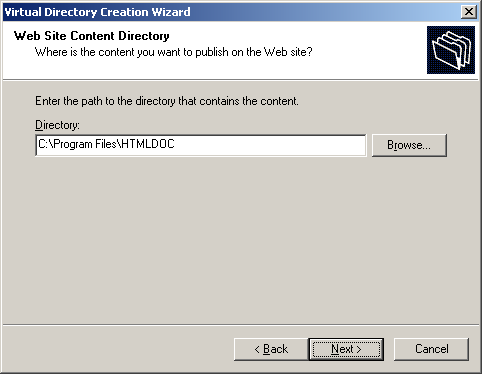 Virtual Directory Creation Wizard
Web Site Content Directory
Where is the content you want to publish on the Web site?
Enter the path to the directory that contains the content.
Directory:
C:\Program Files\HTMLDOC
Browse...
< Back
Next >
Cancel